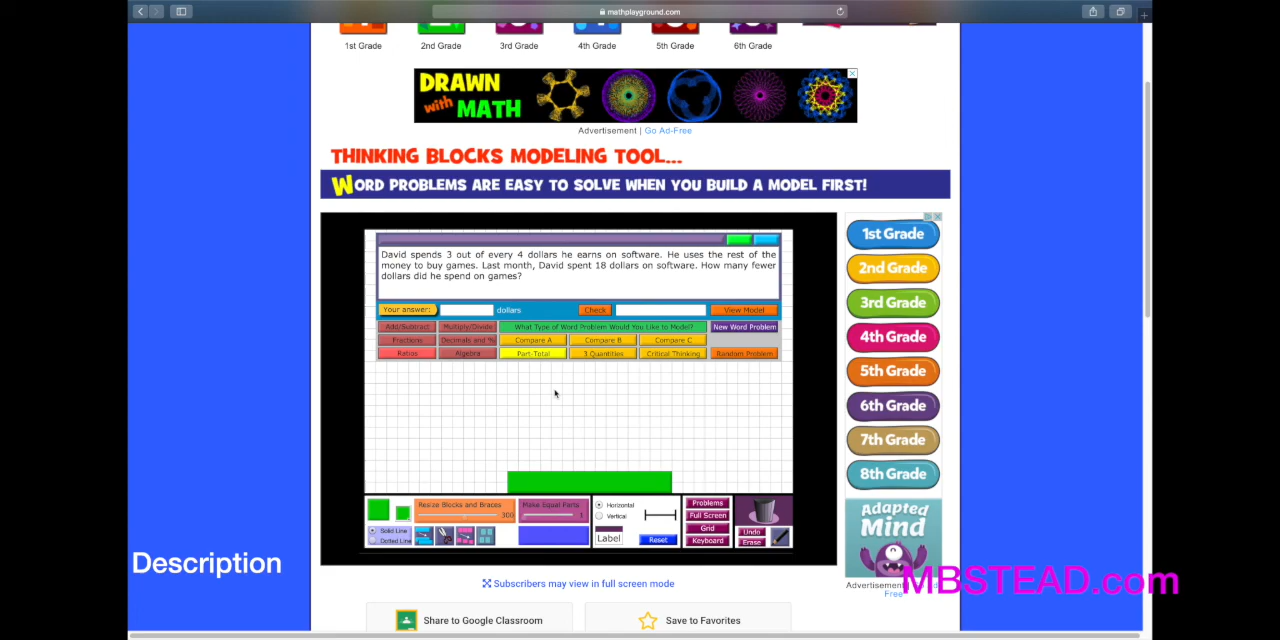 mathplayground.com
1st Grade
2nd Grade
3rd Grade
4th Grade
5th Grade
6th Grade
DRAWN
with MATH
Advertisement | Go Ad-Free
THINKING BLOCKS MODELING TOOL...
WORD PROBLEMS ARE EASY TO SOLVE WHEN YOU BUILD A MODEL FIRST!
David spends 3 out of every 4 dollars he earns on software. He uses the rest of the
money to buy games. Last month, David spent 18 dollars on software. How many fewer
dollars did he spend on games?
Your answer:
dollars
Check
View Model
Add/Subtract
Multiply/Divide
What Type of Word Problem Would You Like to Model?
New Word Problem
Fractions
Decimals and %
Compare A
Compare B
Compare C
Ratios
Algebra
Part-Total
3 Quantities
Critical Thinking
Random Problem
Resize Blocks and Braces
300
Make Equal Parts
1
Horizontal
Vertical
Label
Reset
Solid Line
Dotted Line
Problems
Full Screen
Grid
Keyboard
Undo
Erase
1st Grade
2nd Grade
3rd Grade
4th Grade
5th Grade
6th Grade
7th Grade
8th Grade
Adapted
Mind
Description
Subscribers may view in full screen mode
Advertisement
Free
MBSTEAD.com
Share to Google Classroom
Save to Favorites